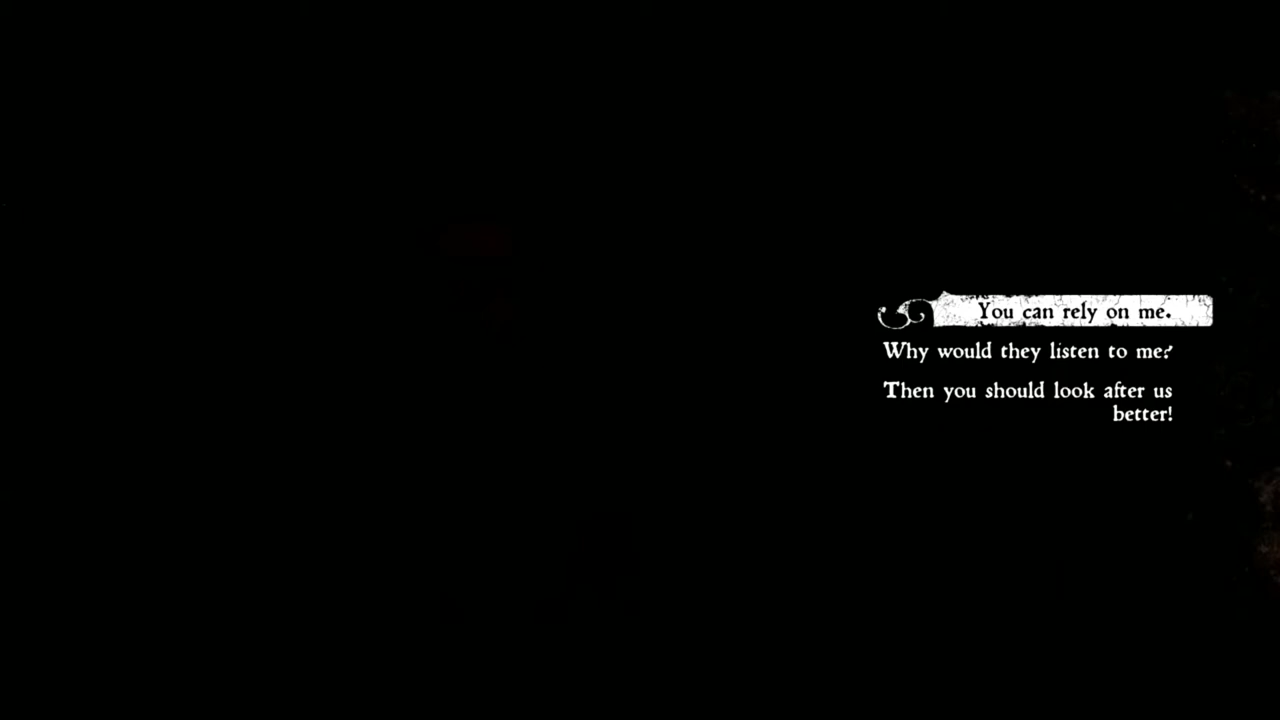 You can rely on me.
Why would they listen to me?
Then you should look after us
better!